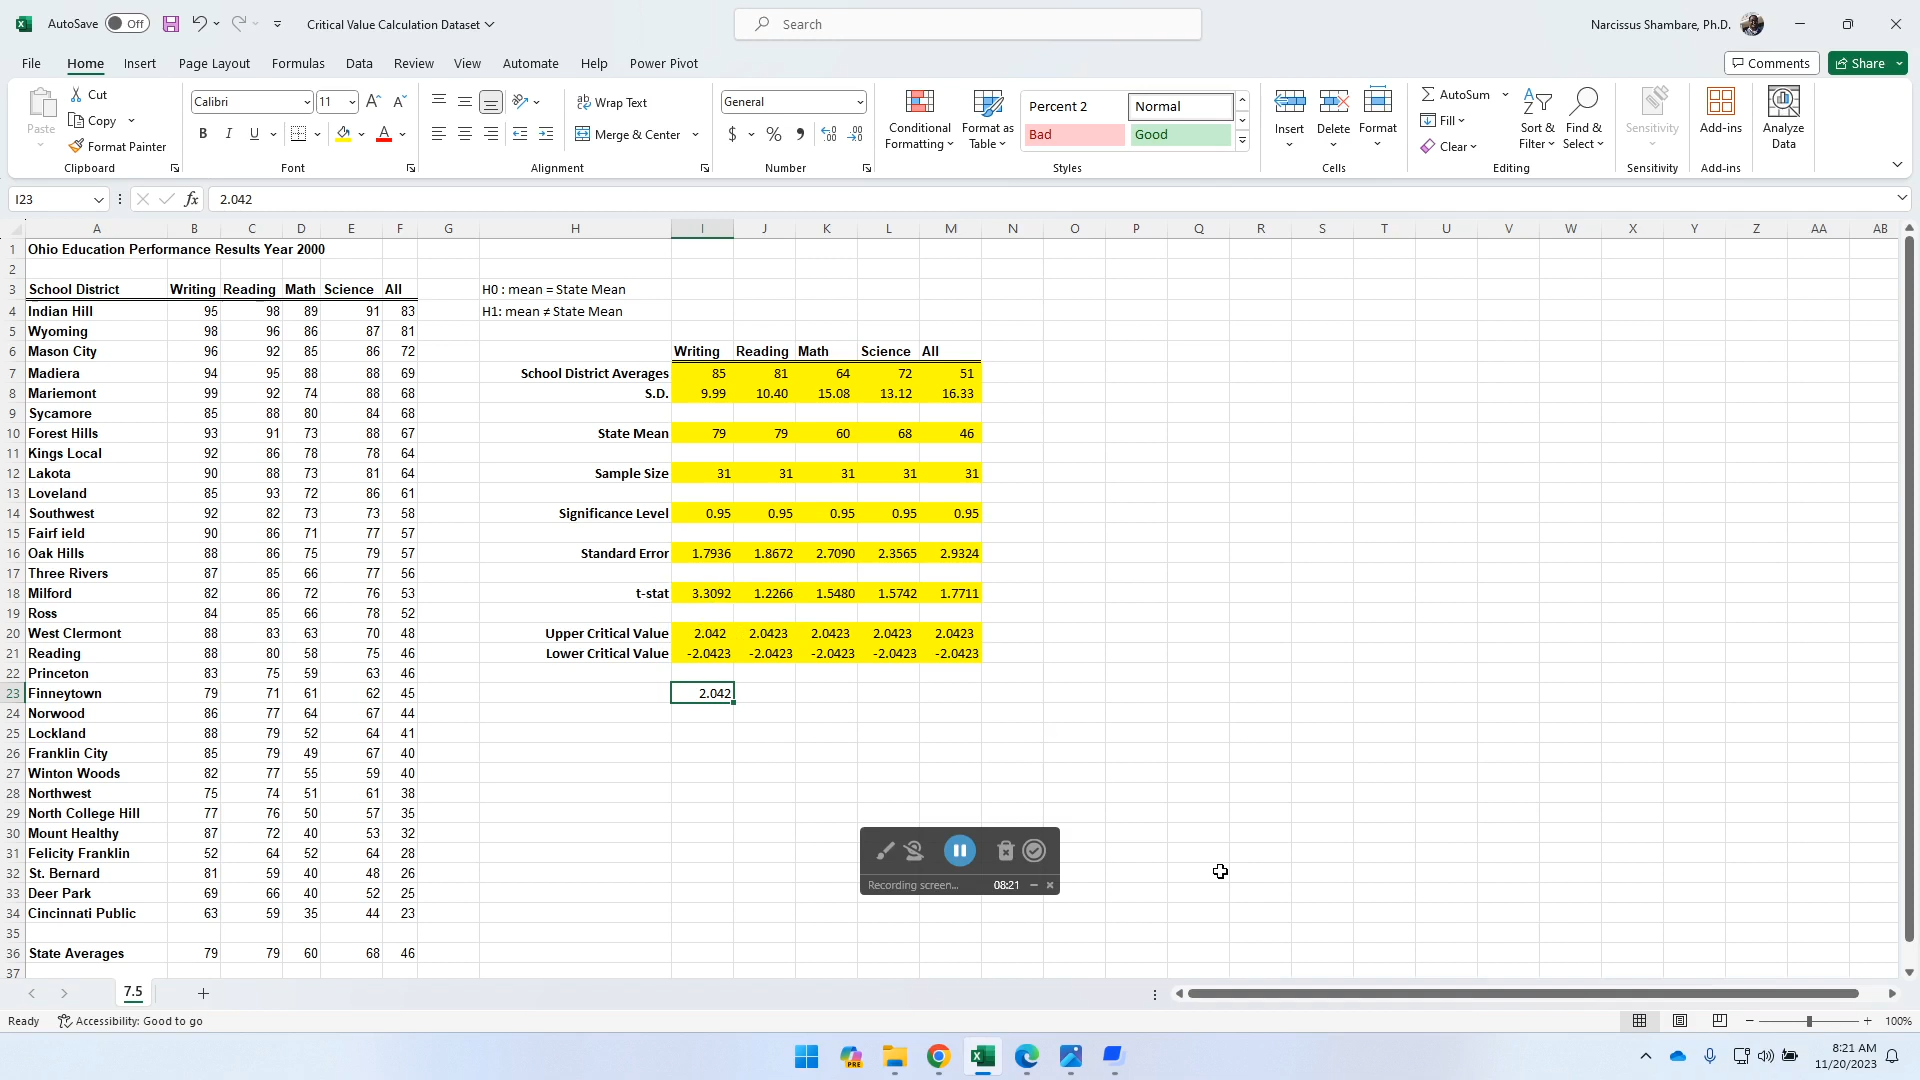 AutoSave Off Critical Value Calculation Dataset Search Narcissus Shambare, Ph.D.
File Home Insert Page Layout Formulas Data Review View Automate Help Power Pivot Comments Share
Paste Cut Copy Format Painter Clipboard
Calibri 11 B I U A Font
Wrap Text Merge & Center Alignment
General $ % Number
Conditional Formatting Format as Table Percent 2 Normal Bad Good Styles
Insert Delete Format Cells
AutoSum Fill Clear Sort & Filter Find & Select Editing
Sensitivity Sensitivity
Add-ins Add-ins
Analyze Data
I23 fx 2.042
A B C D E F G H I J K L M N O P Q R S T U V W X Y Z AA AB
1 Ohio Education Performance Results Year 2000
2
3 School District Writing Reading Math Science All H0 : mean = State Mean
4 Indian Hill 95 98 89 91 83 H1: mean ≠ State Mean
5 Wyoming 98 96 86 87 81
6 Mason City 96 92 85 86 72 Writing Reading Math Science All
7 Madiera 94 95 88 88 69 School District Averages 85 81 64 72 51
8 Mariemont 99 92 74 88 68 S.D. 9.99 10.40 15.08 13.12 16.33
9 Sycamore 85 88 80 84 68
10 Forest Hills 93 91 73 88 67 State Mean 79 79 60 68 46
11 Kings Local 92 86 78 78 64
12 Lakota 90 88 73 81 64 Sample Size 31 31 31 31 31
13 Loveland 85 93 72 86 61
14 Southwest 92 82 73 73 58 Significance Level 0.95 0.95 0.95 0.95 0.95
15 Fairf ield 90 86 71 77 57
16 Oak Hills 88 86 75 79 57 Standard Error 1.7936 1.8672 2.7090 2.3565 2.9324
17 Three Rivers 87 85 66 77 56
18 Milford 82 86 72 76 53 t-stat 3.3092 1.2266 1.5480 1.5742 1.7711
19 Ross 84 85 66 78 52
20 West Clermont 88 83 63 70 48 Upper Critical Value 2.042 2.0423 2.0423 2.0423 2.0423
21 Reading 88 80 58 75 46 Lower Critical Value -2.0423 -2.0423 -2.0423 -2.0423 -2.0423
22 Princeton 83 75 59 63 46
23 Finneytown 79 71 61 62 45 2.042
24 Norwood 86 77 64 67 44
25 Lockland 88 79 52 64 41
26 Franklin City 85 79 49 67 40
27 Winton Woods 82 77 55 59 40
28 Northwest 75 74 51 61 38
29 North College Hill 77 76 50 57 35
30 Mount Healthy 87 72 40 53 32
31 Felicity Franklin 52 64 52 64 28
32 St. Bernard 81 59 40 48 26
33 Deer Park 69 66 40 52 25
34 Cincinnati Public 63 59 35 44 23
35
36 State Averages 79 79 60 68 46
37
Recording screen... 08:21
7.5
Ready Accessibility: Good to go 100%
PRE
8:21 AM
11/20/2023